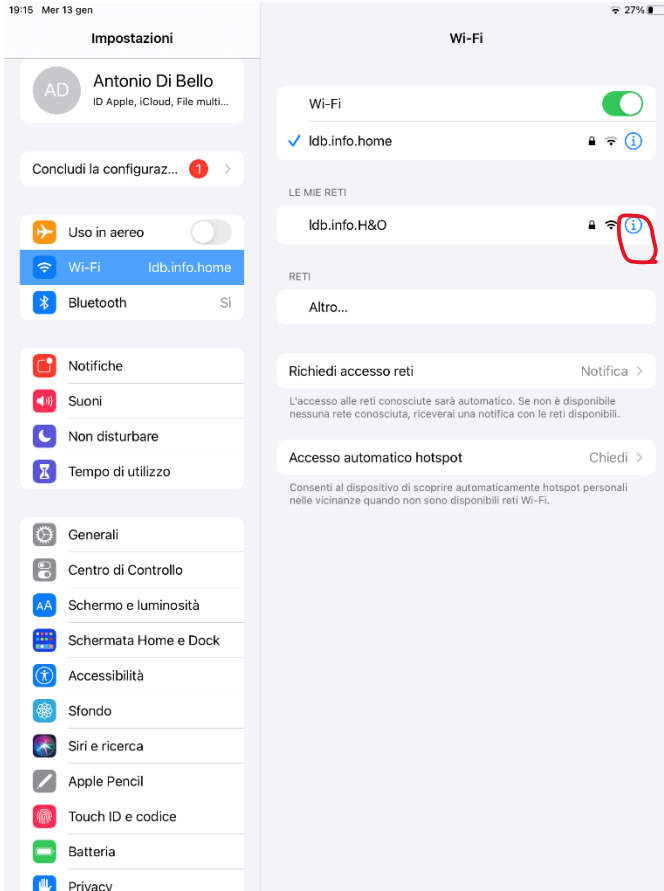 19:15 Mer 13 gen
27%
Impostazioni
AD
Antonio Di Bello
ID Apple, iCloud, File multi...
Concludi la configuraz... 1
Uso in aereo
Wi-Fi ldb.info.home
Bluetooth Sì
Notifiche
Suoni
Non disturbare
Tempo di utilizzo
Generali
Centro di Controllo
AA Schermo e luminosità
Schermata Home e Dock
Accessibilità
Sfondo
Siri e ricerca
Apple Pencil
Touch ID e codice
Batteria
Privacy
Wi-Fi
Wi-Fi
ldb.info.home
LE MIE RETI
ldb.info.H&O
RETI
Altro...
Richiedi accesso reti Notifica
L'accesso alle reti conosciute sarà automatico. Se non è disponibile
nessuna rete conosciuta, riceverai una notifica con le reti disponibili.
Accesso automatico hotspot Chiedi
Consenti al dispositivo di scoprire automaticamente hotspot personali
nelle vicinanze quando non sono disponibili reti Wi-Fi.